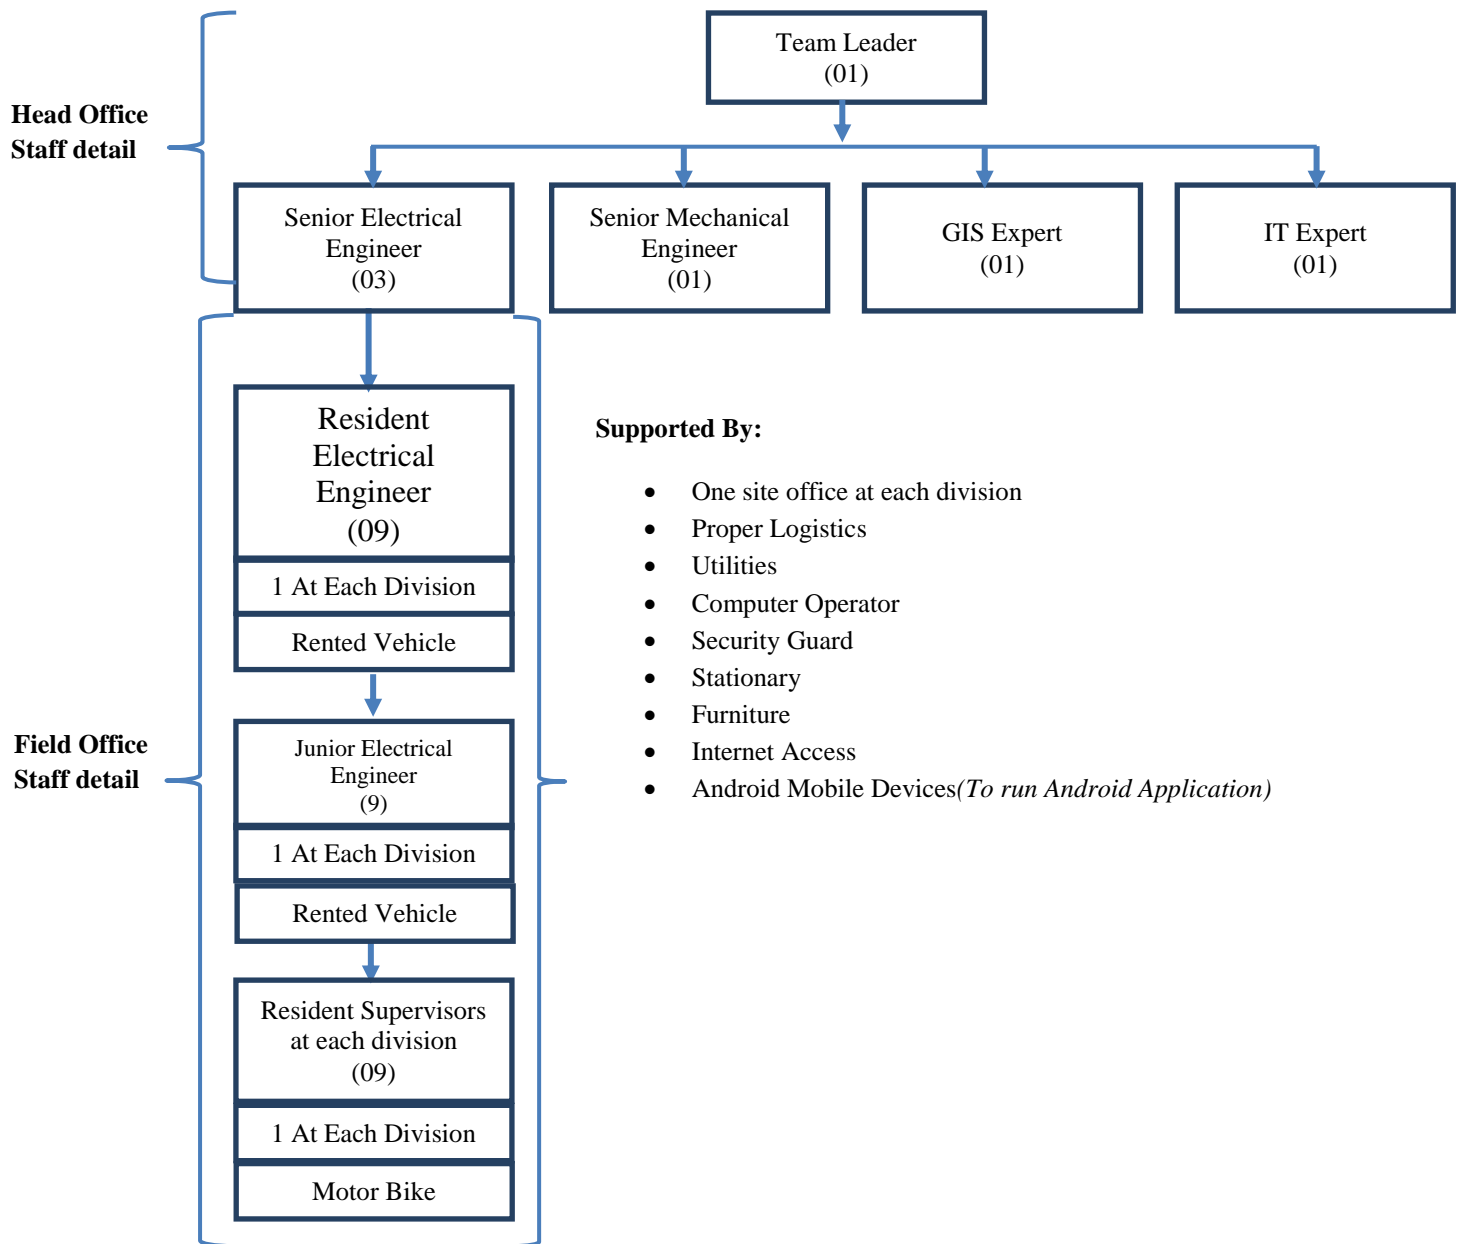 Team Leader
(01)
Head Office
Staff detail
Senior Electrical
Engineer
(03)
Senior Mechanical
Engineer
(01)
GIS Expert
(01)
IT Expert
(01)
Resident
Electrical
Engineer
(09)
1 At Each Division
Rented Vehicle
Supported By:
• One site office at each division
• Proper Logistics
• Utilities
• Computer Operator
• Security Guard
• Stationary
• Furniture
• Internet Access
• Android Mobile Devices(To run Android Application)
Field Office
Staff detail
Junior Electrical
Engineer
(9)
1 At Each Division
Rented Vehicle
Resident Supervisors
at each division
(09)
1 At Each Division
Motor Bike